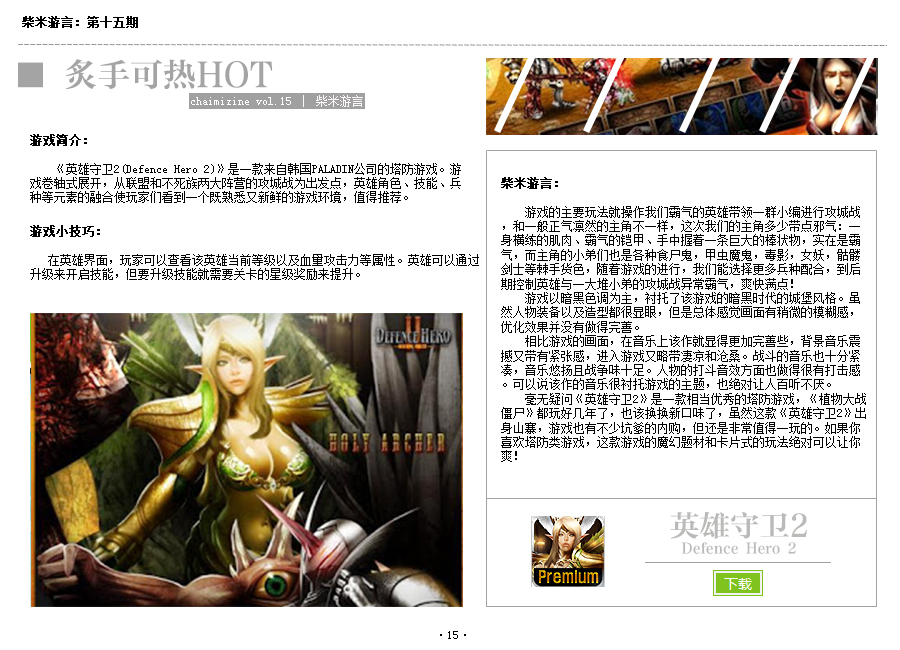 柴米游言：第十五期
炙手可热HOT
chaimizine vol.15 | 柴米游言
游戏简介：
《英雄守卫2(Defence Hero 2)》是一款来自韩国PALADIN公司的塔防游戏。游
戏卷轴式展开，从联盟和不死族两大阵营的攻城战为出发点，英雄角色、技能、兵
种等元素的融合使玩家们看到一个既熟悉又新鲜的游戏环境，值得推荐。
游戏小技巧：
在英雄界面，玩家可以查看该英雄当前等级以及血量攻击力等属性。英雄可以通过
升级来开启技能，但要升级技能就需要关卡的星级奖励来提升。
DEFENCE HERO
II
HOLY ARCHER
柴米游言：
游戏的主要玩法就操作我们霸气的英雄带领一群小编进行攻城战
，和一般正气凛然的主角不一样，这次我们的主角多少带点邪气：一
身横练的肌肉、霸气的铠甲、手中握着一条巨大的棒状物，实在是霸
气，而主角的小弟们也是各种食尸鬼，甲虫魔鬼，毒影，女妖，骷髅
剑士等棘手货色，随着游戏的进行，我们能选择更多兵种配合，到后
期控制英雄与一大堆小弟的攻城战异常霸气，爽快满点！
游戏以暗黑色调为主，衬托了该游戏的暗黑时代的城堡风格。虽
然人物装备以及造型都很显眼，但是总体感觉画面有稍微的模糊感，
优化效果并没有做得完善。
相比游戏的画面，在音乐上该作就显得更加完善些，背景音乐震
撼又带有紧张感，进入游戏又略带凄凉和沧桑。战斗的音乐也十分紧
凑，音乐悠扬且战争味十足。人物的打斗音效方面也做得很有打击感
。可以说该作的音乐很衬托游戏的主题，也绝对让人百听不厌。
毫无疑问《英雄守卫2》是一款相当优秀的塔防游戏，《植物大战
僵尸》都玩好几年了，也该换换新口味了，虽然这款《英雄守卫2》出
身山寨，游戏也有不少坑爹的内购，但还是非常值得一玩的。如果你
喜欢塔防类游戏，这款游戏的魔幻题材和卡片式的玩法绝对可以让你
爽！
Premium
英雄守卫2
Defence Hero 2
下载
· 15 ·